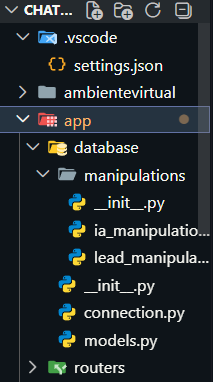 CHAT...
.vscode
settings.json
ambientevirtual
app
database
manipulations
__init__.py
ia_manipulatio...
lead_manipula...
__init__.py
connection.py
models.py
routers